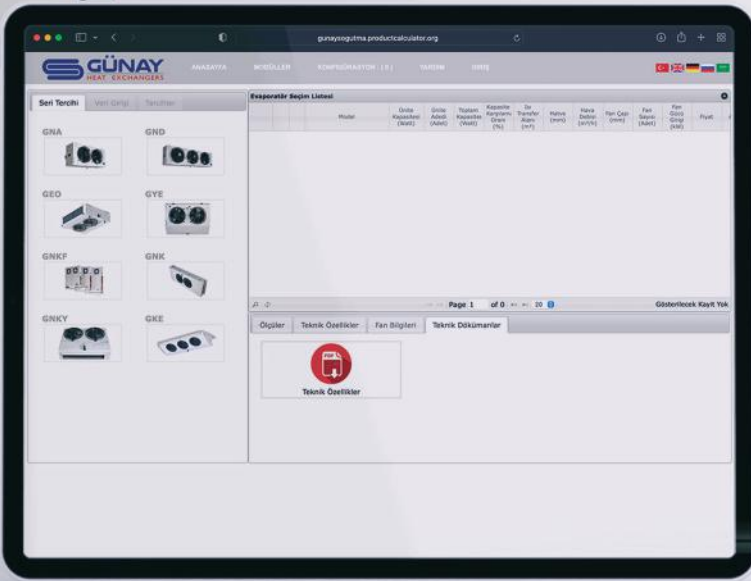 gunaysogutma.productcalculator.org
GÜNAY
HEAT EXCHANGERS
ANASAYFA
MODÜLLER
YARDIM
GİRİŞ
Seri Tercihi
Veri Girişi
Tercihler
GNA
GND
GEO
GYE
GNKF
GNK
GNKY
GKE
Evaporatör Seçim Listesi
Model
Ünite Kapasitesi (Watt)
Ünite Adedi (Adet)
Toplam Kapasite (Watt)
Kapasite Karşılama Oranı (%)
Isı Transfer Alanı (m²)
Hatve (mm)
Hava Debisi (m³/h)
Fan Çapı (mm)
Fan Sayısı (Adet)
Fan Gücü Girişi (kW)
Fiyat
Page 1 of 0
20
Gösterilecek Kayıt Yok
Ölçüler
Teknik Özellikler
Fan Bilgileri
Teknik Dökümanlar
PDF
Teknik Özellikler